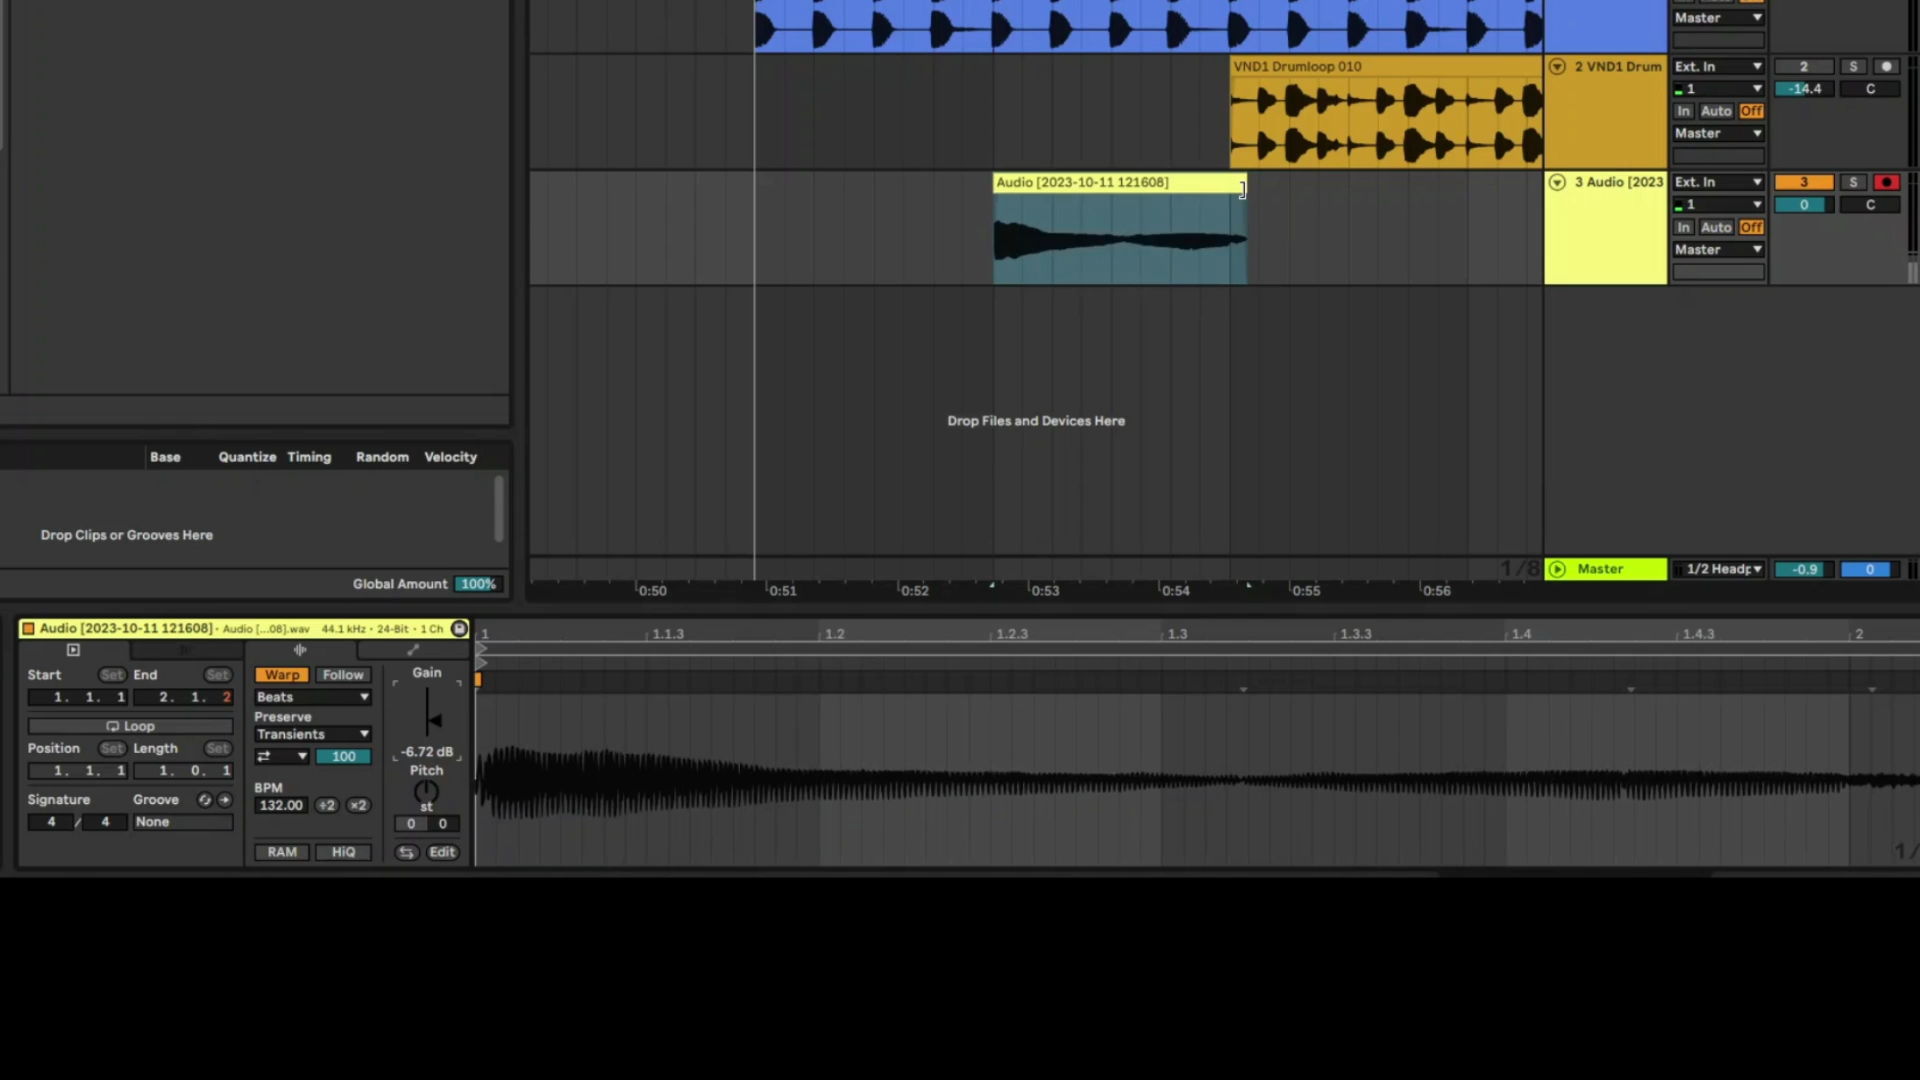 Master
VND1 Drumloop 010
2 VND1 Drum
Ext. In
2
S
1
-14.4
C
In
Auto
Off
Master
Audio [2023-10-11 121608]
3 Audio [2023
Ext. In
3
S
1
0
C
In
Auto
Off
Master
Drop Files and Devices Here
Base
Quantize
Timing
Random
Velocity
Drop Clips or Grooves Here
Global Amount
100%
1/8
Master
1/2 Headp
-0.9
0
0:50
0:51
0:52
0:53
0:54
0:55
0:56
Audio [2023-10-11 121608] · Audio [...08].wav 44.1 kHz · 24-Bit · 1 Ch
1
1.1.3
1.2
1.2.3
1.3
1.3.3
1.4
1.4.3
2
Start
Set
End
Set
1. 1. 1
2. 1. 2
Loop
Position
Set
Length
Set
1. 1. 1
1. 0. 1
Signature
Groove
4 / 4
None
Warp
Follow
Beats
Preserve
Transients
100
BPM
132.00
÷2
×2
RAM
HiQ
Gain
-6.72 dB
Pitch
st
0
0
Edit
1/